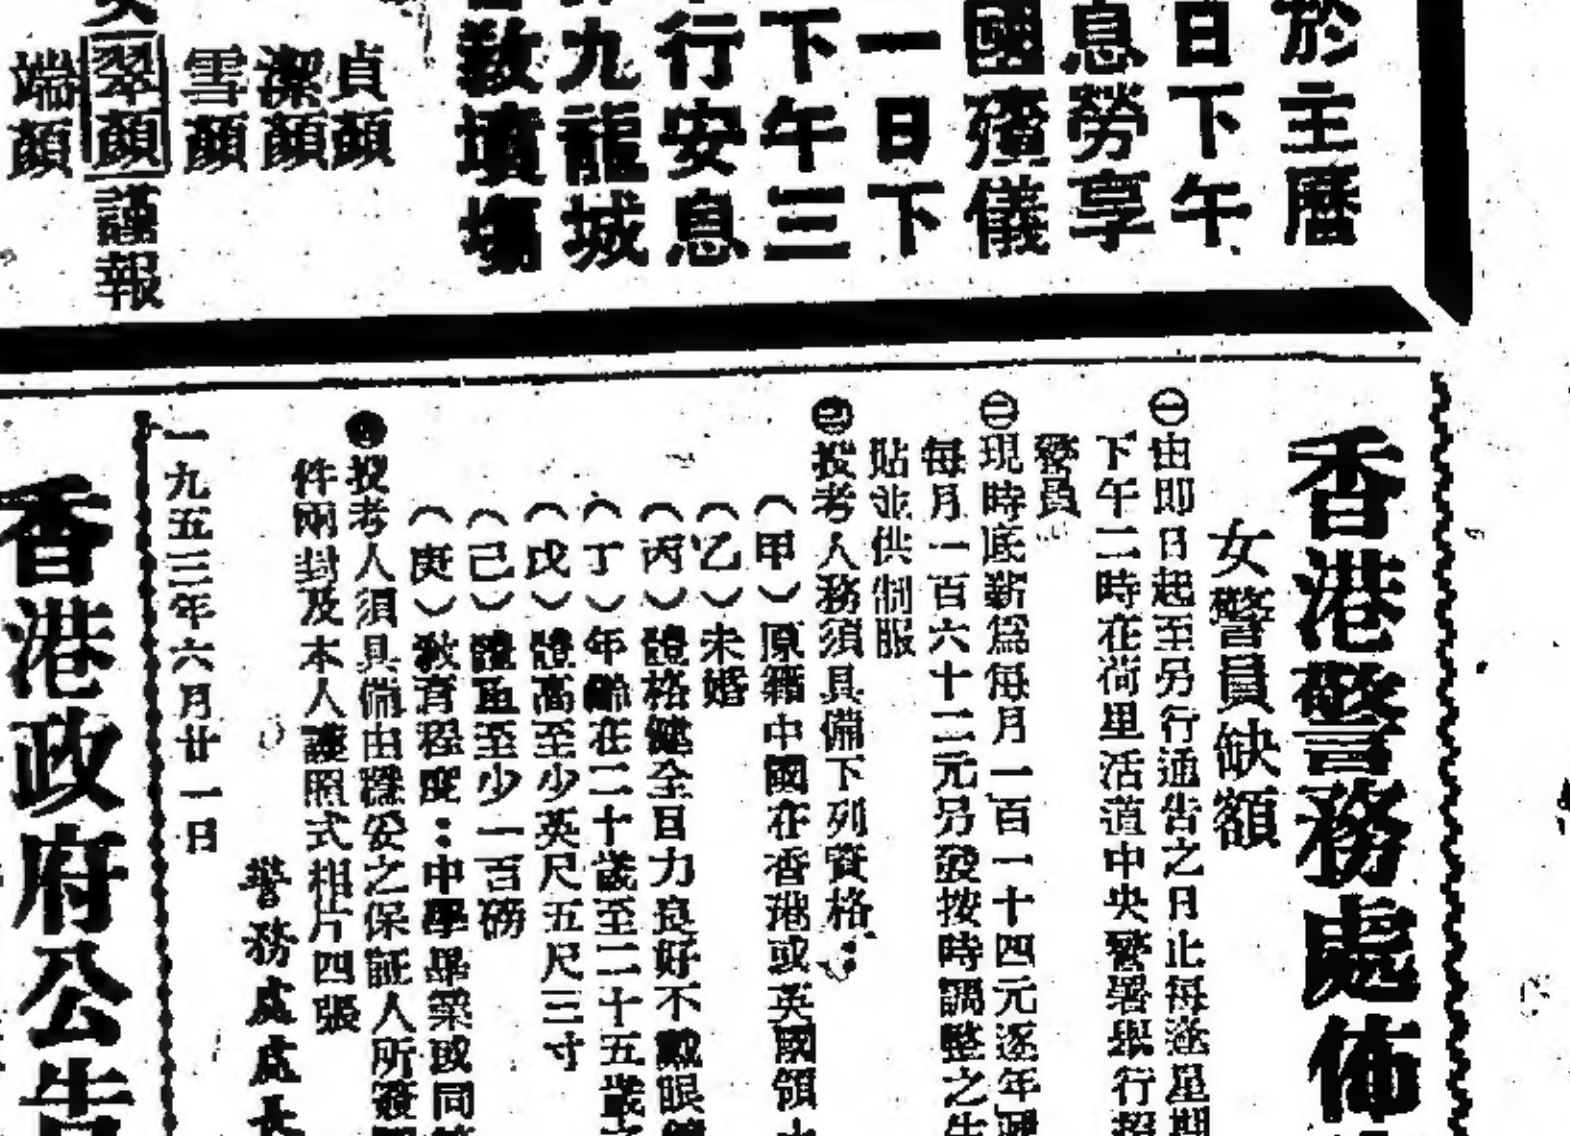 於主曆
日下午
息勞享
國殯儀
一日下
下午三
行安息
九龍城
教墳場
貞顏
潔顏
雪顏
翠顏謹報
端顏
香港警務處佈
女警員缺額
㊀由即日起至另行通告之日止每逢星期
下午二時在荷里活道中央警署舉行招
警員
㊁現時底薪爲每月一百一十四元逐年
每月一百六十二元另發按時調整之生
貼並供制服
㊂投考人務須具備下列資格：
（甲）原籍中國在香港或英國領
（乙）未婚
（丙）體格健全目力良好不戴眼鏡
（丁）年齡在二十歲至二十五歲
（戊）體高至少英尺五尺三寸
（己）體重至少一百磅
（庚）教育程度：中學畢業或同
㊃投考人須具備由妥之保証人所簽
件兩封及本人護照式相片四張
警務處處長
一九五三年六月廿一日
香港政府公告